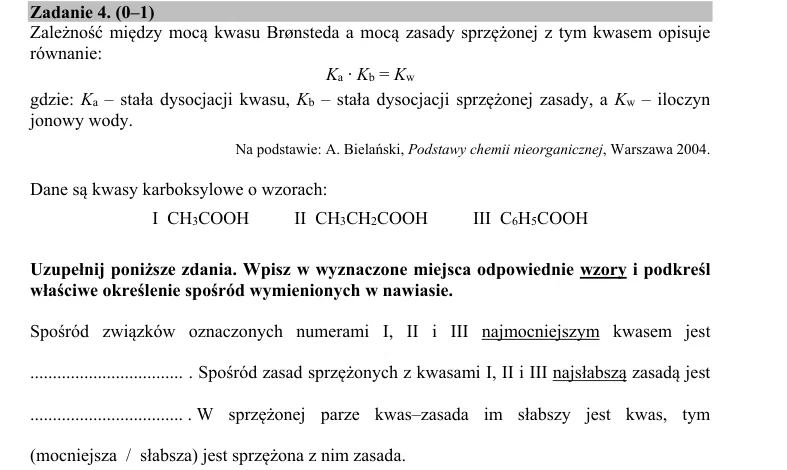 Zadanie 4. (0–1)
Zależność między mocą kwasu Brønsteda a mocą zasady sprzężonej z tym kwasem opisuje
równanie:
Ka · Kb = Kw
gdzie: Ka – stała dysocjacji kwasu, Kb – stała dysocjacji sprzężonej zasady, a Kw – iloczyn
jonowy wody.
Na podstawie: A. Bielański, Podstawy chemii nieorganicznej, Warszawa 2004.
Dane są kwasy karboksylowe o wzorach:
I CH3COOH II CH3CH2COOH III C6H5COOH
Uzupełnij poniższe zdania. Wpisz w wyznaczone miejsca odpowiednie wzory i podkreśl
właściwe określenie spośród wymienionych w nawiasie.
Spośród związków oznaczonych numerami I, II i III najmocniejszym kwasem jest
.................................. . Spośród zasad sprzężonych z kwasami I, II i III najsłabszą zasadą jest
.................................. . W sprzężonej parze kwas–zasada im słabszy jest kwas, tym
(mocniejsza / słabsza) jest sprzężona z nim zasada.